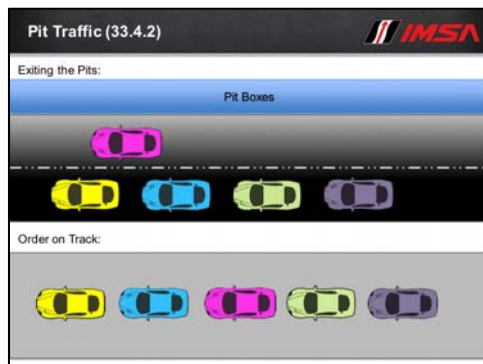 Pit Traffic (33.4.2)
IMSA
Exiting the Pits:
Pit Boxes
Order on Track: